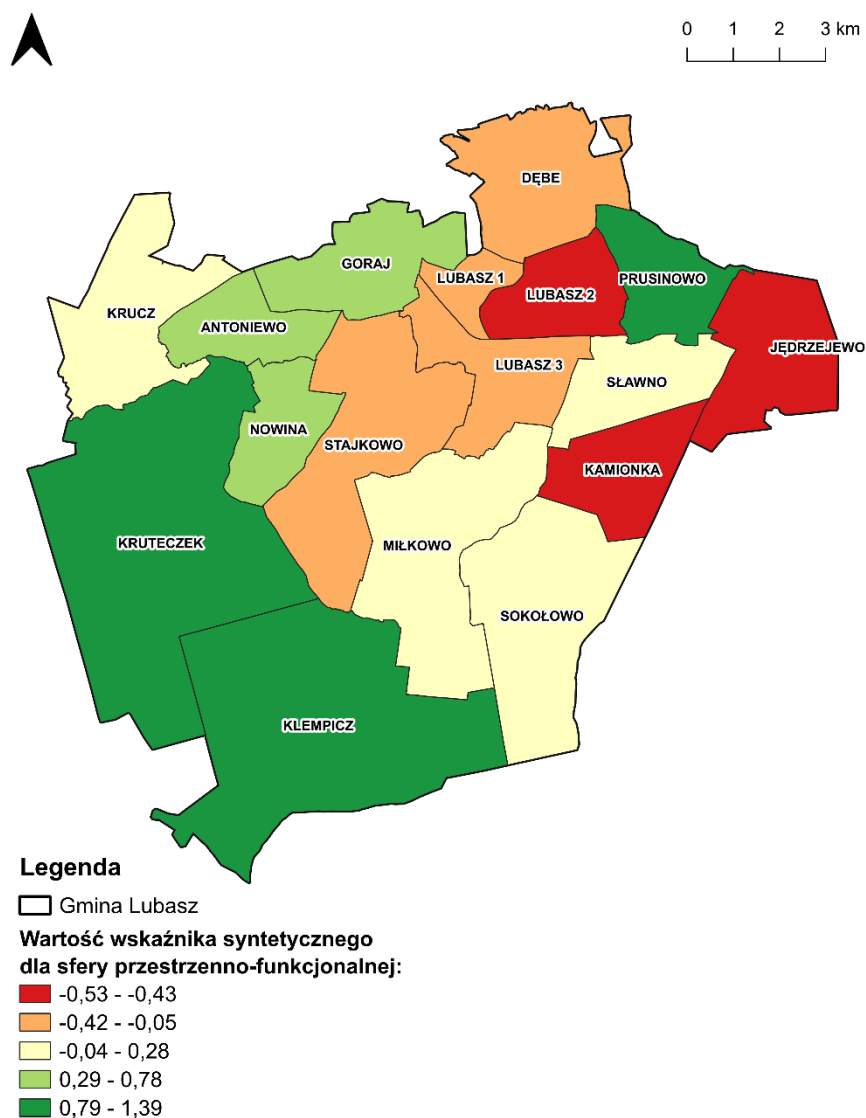 0 1 2 3 km
DĘBE
GORAJ
LUBASZ 1
PRUSINOWO
LUBASZ 2
KRUCZ
ANTONIEWO
JĘDRZEJEWO
LUBASZ 3
SŁAWNO
NOWINA
STAJKOWO
KAMIONKA
KRUTECZEK
MIŁKOWO
SOKOŁOWO
KLEMPICZ
Legenda
Gmina Lubasz
Wartość wskaźnika syntetycznego
dla sfery przestrzenno-funkcjonalnej:
-0,53 - -0,43
-0,42 - -0,05
-0,04 - 0,28
0,29 - 0,78
0,79 - 1,39